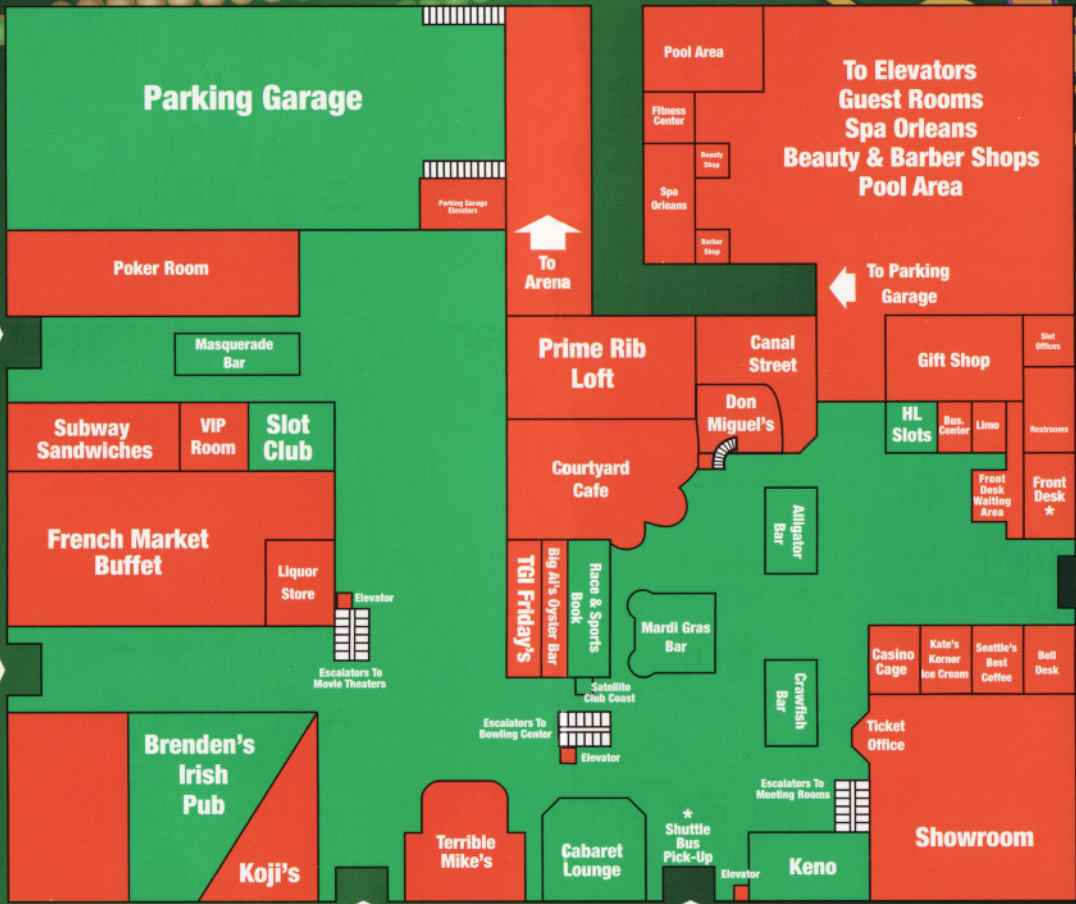 Parking Garage
Parking Garage
Elevators
To
Arena
Pool Area
Fitness
Center
Beauty
Shop
Spa
Orleans
Barber
Shop
To Elevators
Guest Rooms
Spa Orleans
Beauty & Barber Shops
Pool Area
To Parking
Garage
Poker Room
Masquerade
Bar
Prime Rib
Loft
Canal
Street
Don
Miguel's
Gift Shop
Slot
Offices
Subway
Sandwiches
VIP
Room
Slot
Club
HL
Slots
Bus.
Center
Limo
Restrooms
Courtyard
Cafe
Front
Desk
Waiting
Area
Front
Desk
*
French Market
Buffet
Liquor
Store
Elevator
Escalators To
Movie Theaters
TGI Friday's
Big Al's Oyster Bar
Race & Sports
Book
Alligator
Bar
Mardi Gras
Bar
Satellite
Club Coast
Crawfish
Bar
Casino
Cage
Kate's
Korner
Ice Cream
Seattle's
Best
Coffee
Bell
Desk
Escalators To
Bowling Center
Elevator
Ticket
Office
Brenden's
Irish
Pub
Koji's
Terrible
Mike's
Cabaret
Lounge
*
Shuttle
Bus
Pick-Up
Escalators To
Meeting Rooms
Elevator
Keno
Showroom